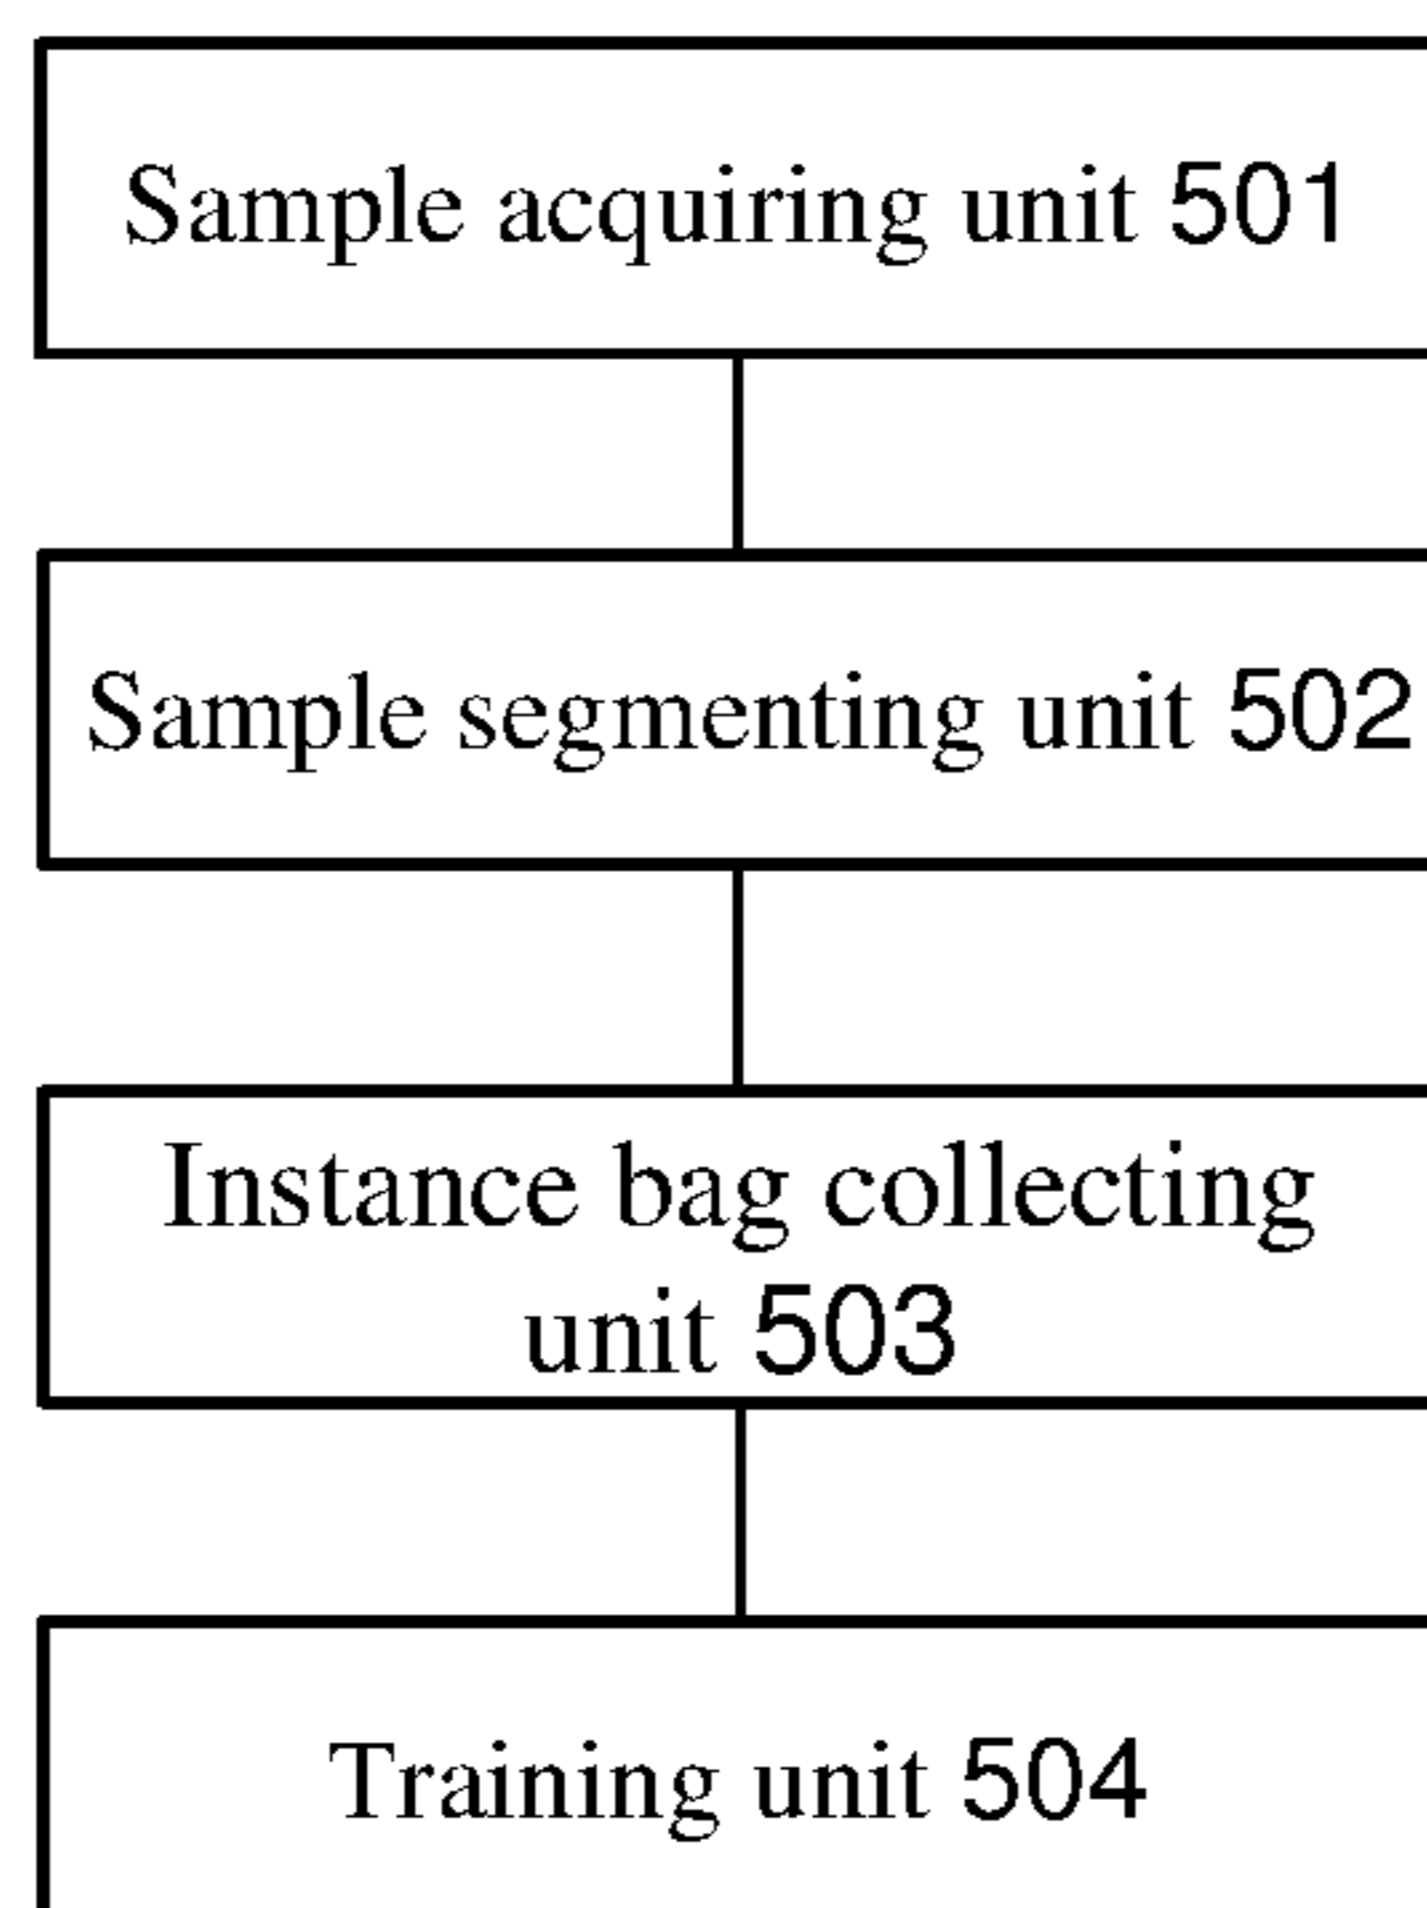 Sample acquiring unit 501
Sample segmenting unit 502
Instance bag collecting
unit 503
Training unit 504